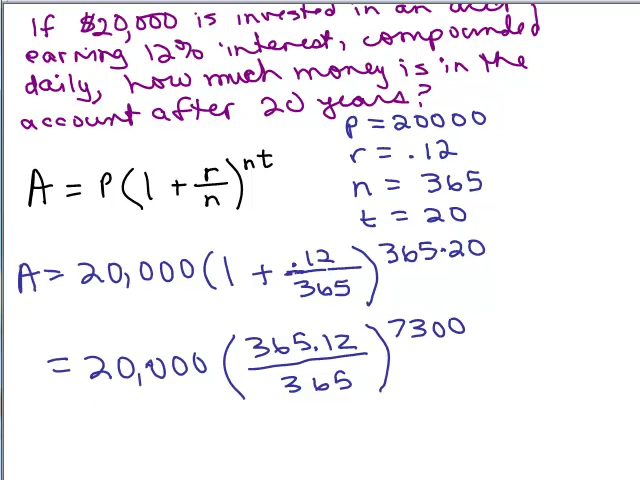 If $20,000 is invested in an
earning 12% interest, compounded
daily, how much money is in the
account after 20 years?
P = 20000
r = .12
n = 365
t = 20
A = P(1 + r/n)^nt
A = 20,000(1 + .12/365)^365·20
= 20,000(365.12/365)^7300